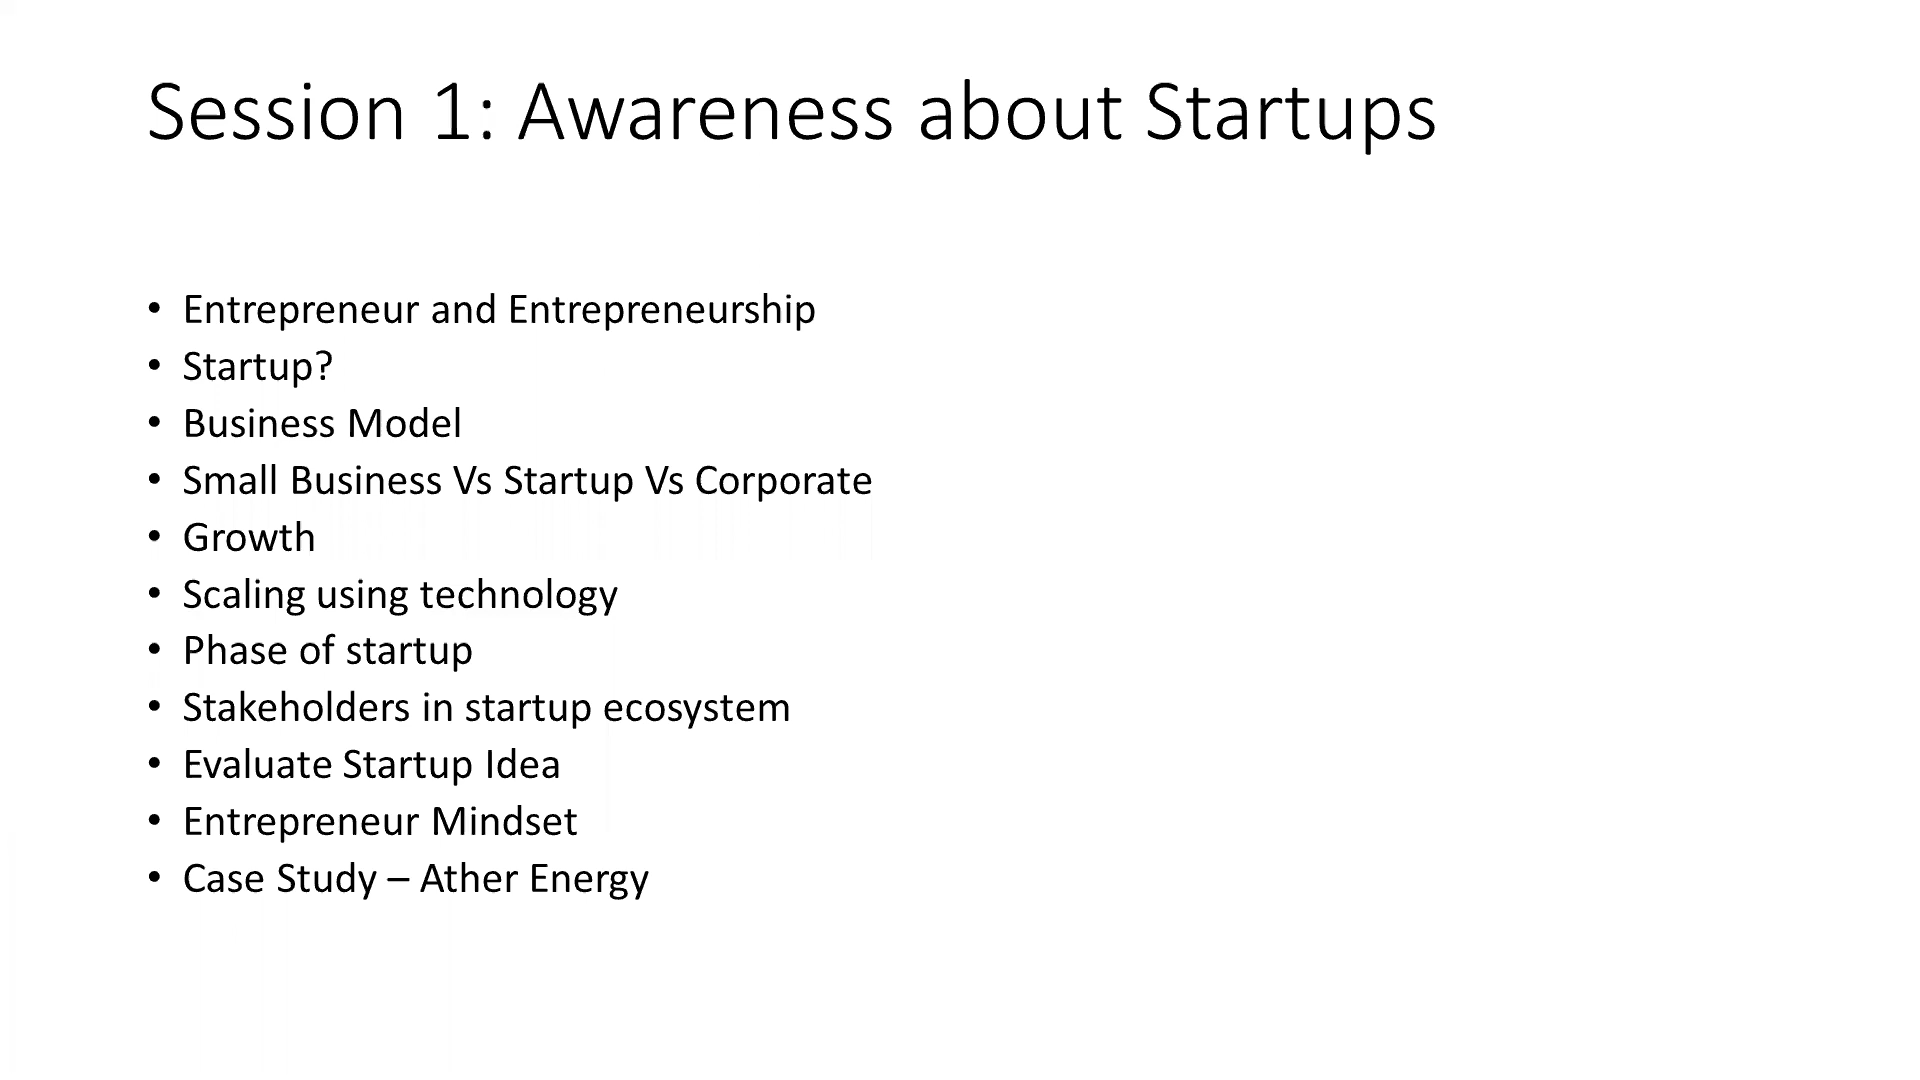 Session 1: Awareness about Startups
• Entrepreneur and Entrepreneurship
• Startup?
• Business Model
• Small Business Vs Startup Vs Corporate
• Growth
• Scaling using technology
• Phase of startup
• Stakeholders in startup ecosystem
• Evaluate Startup Idea
• Entrepreneur Mindset
• Case Study – Ather Energy